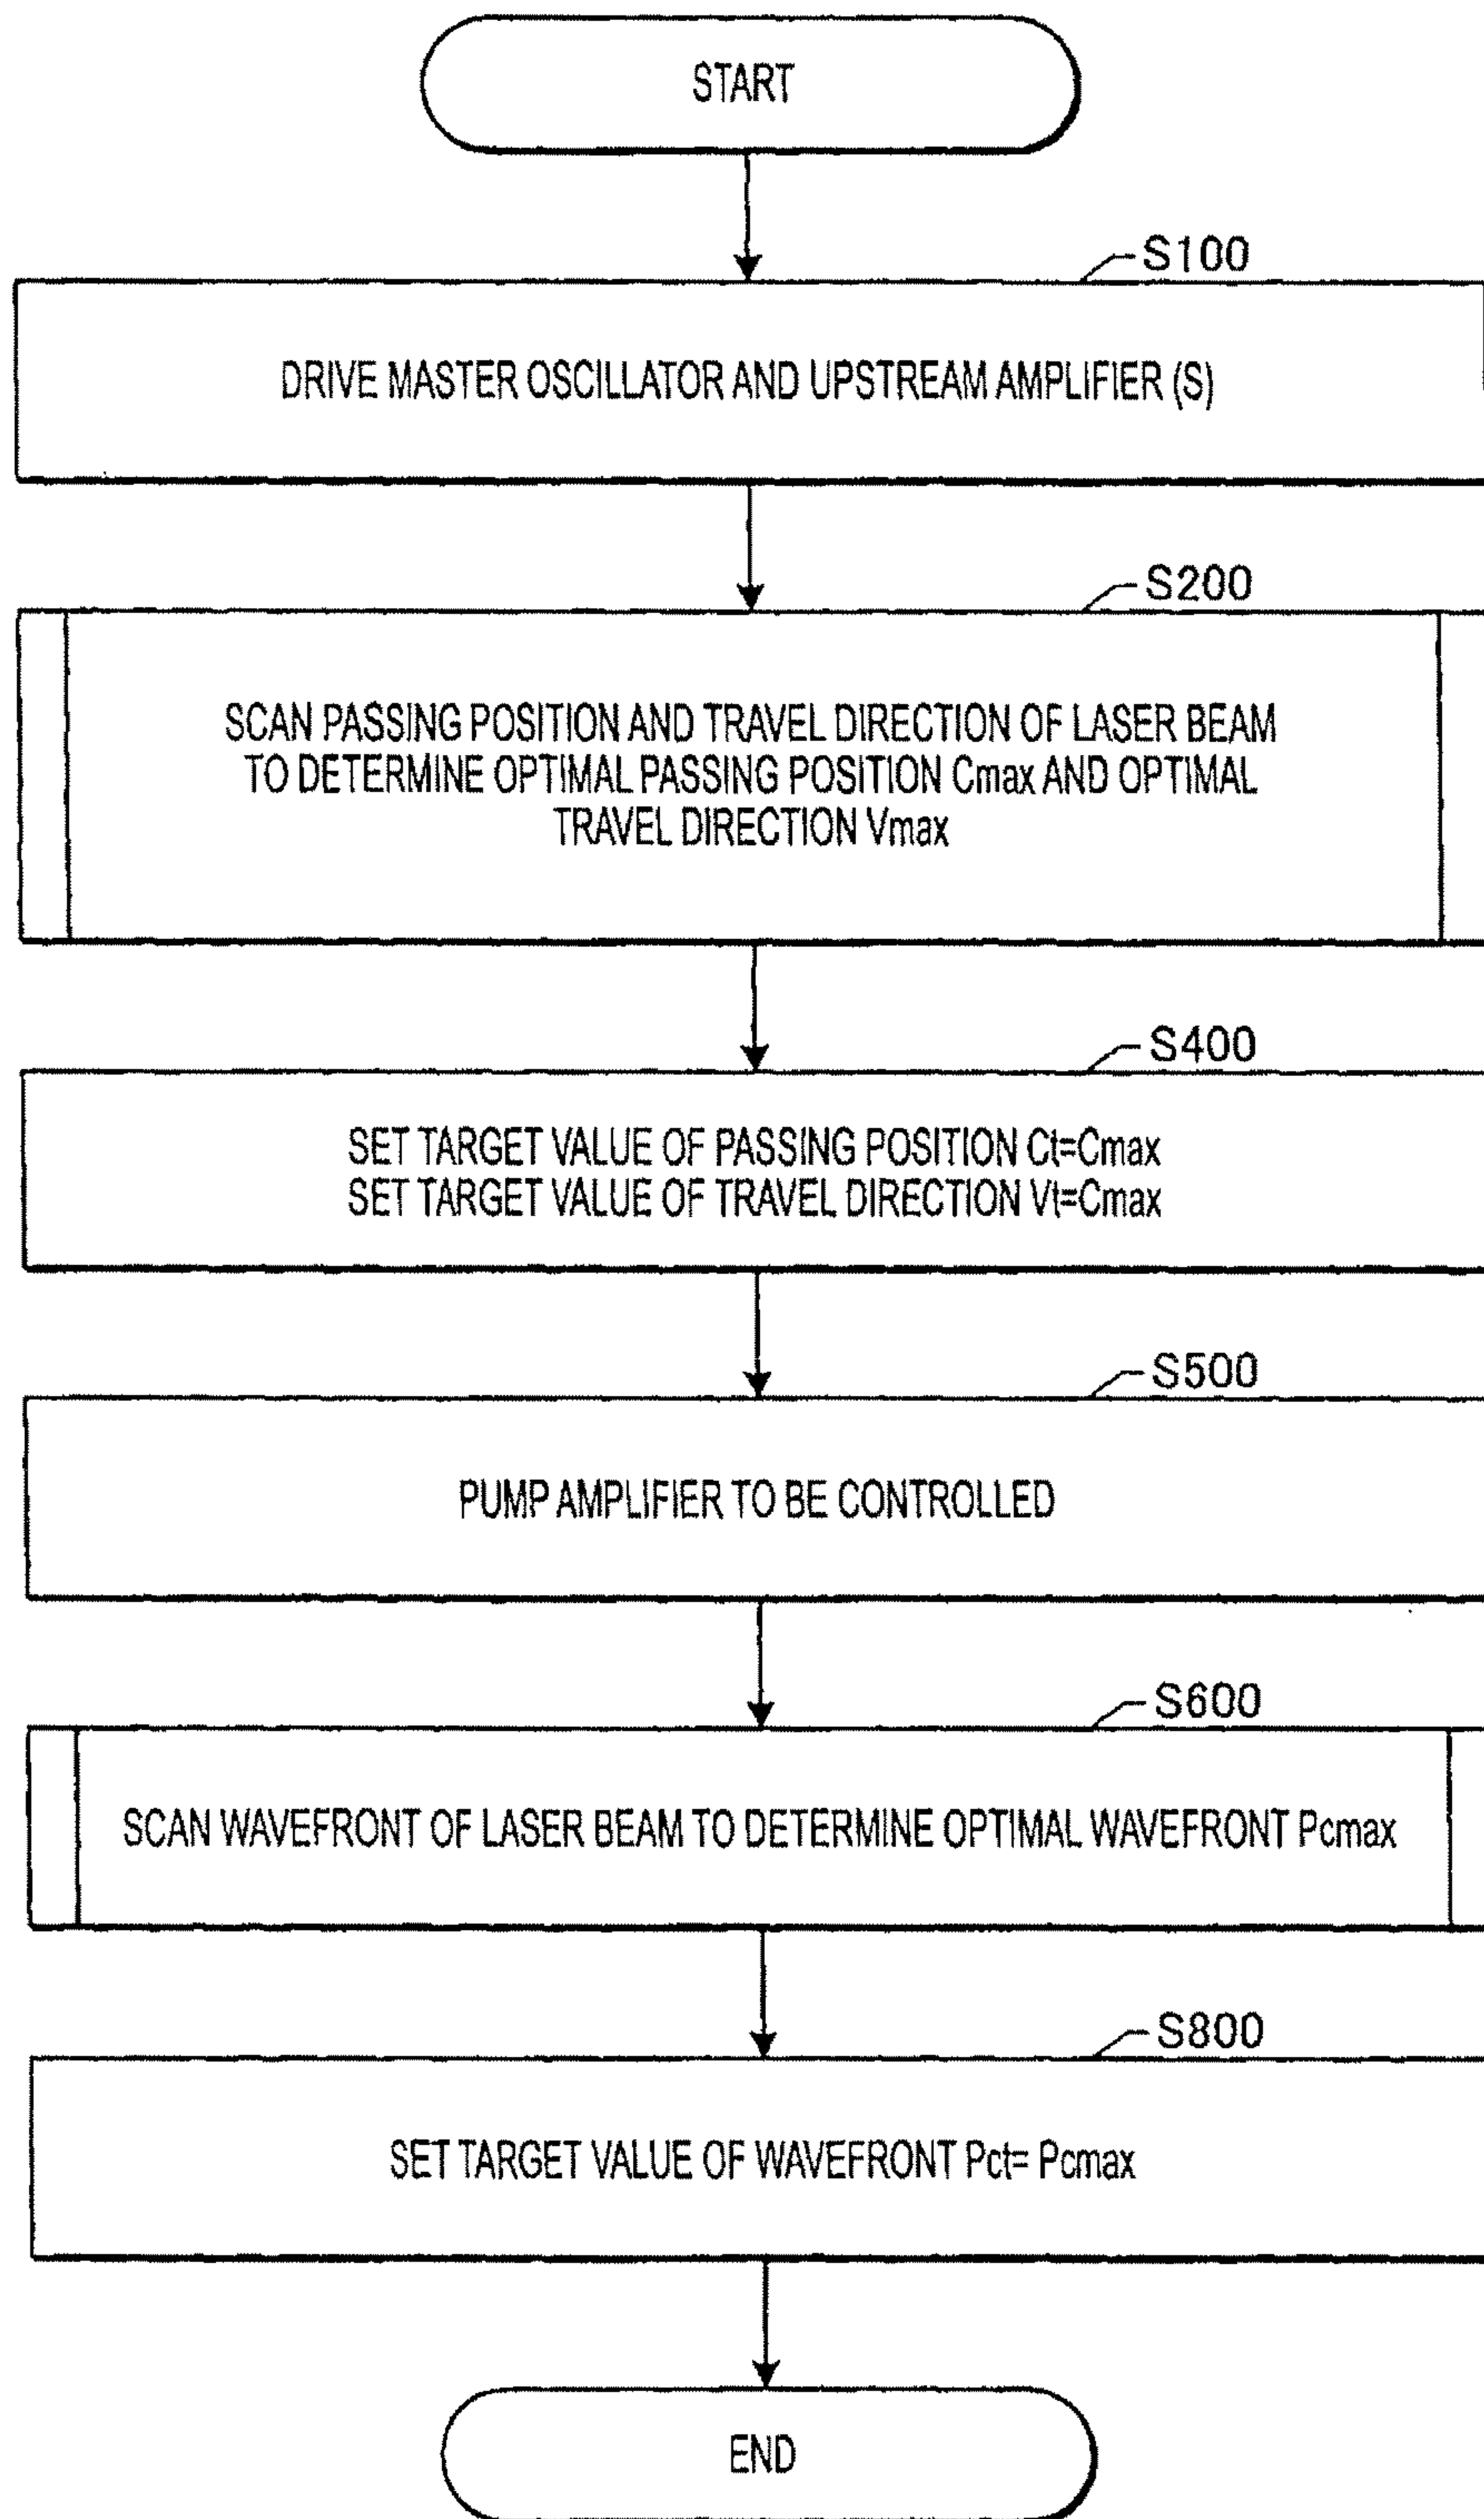 START
S100
DRIVE MASTER OSCILLATOR AND UPSTREAM AMPLIFIER (S)
S200
SCAN PASSING POSITION AND TRAVEL DIRECTION OF LASER BEAM
TO DETERMINE OPTIMAL PASSING POSITION Cmax AND OPTIMAL
TRAVEL DIRECTION Vmax
S400
SET TARGET VALUE OF PASSING POSITION Ct=Cmax
SET TARGET VALUE OF TRAVEL DIRECTION Vt=Cmax
S500
PUMP AMPLIFIER TO BE CONTROLLED
S600
SCAN WAVEFRONT OF LASER BEAM TO DETERMINE OPTIMAL WAVEFRONT Pcmax
S800
SET TARGET VALUE OF WAVEFRONT Pct= Pcmax
END